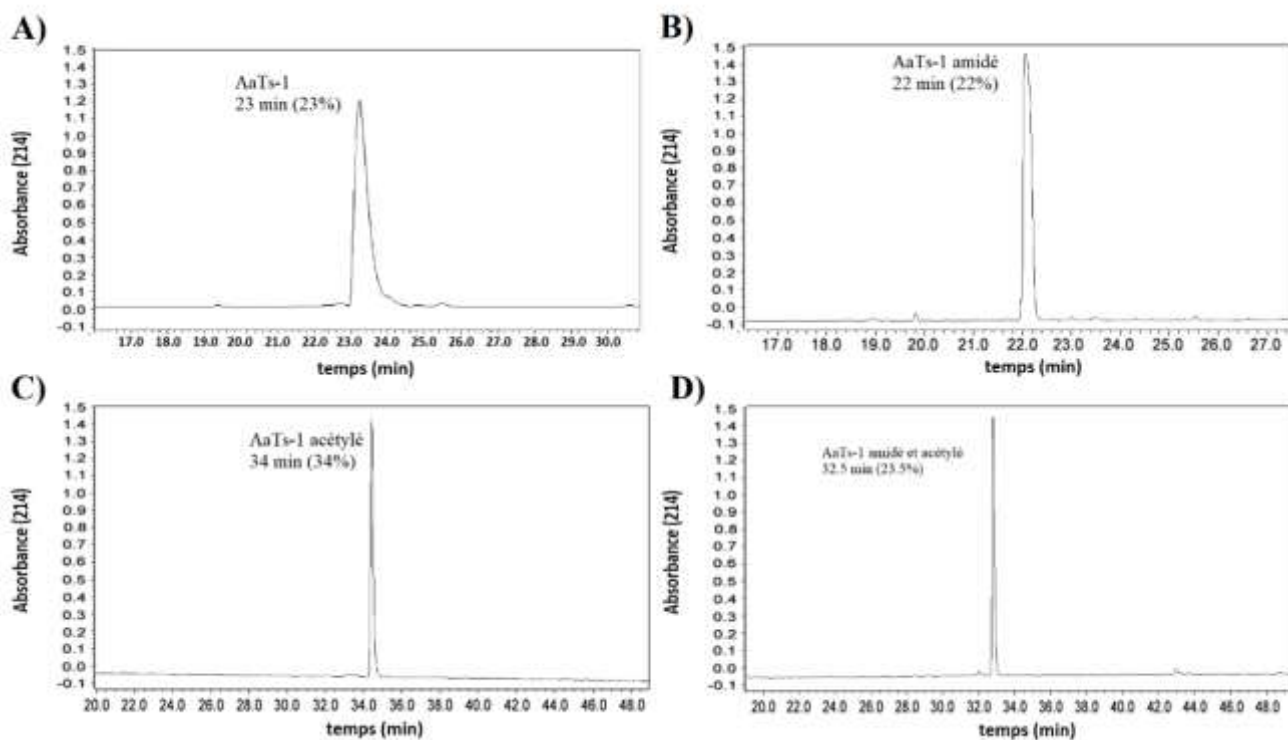 A)
1.5
1.4
1.3
1.2
1.1
1.0
0.9
0.8
0.7
0.6
0.5
0.4
0.3
0.2
0.1
0.0
-0.1
Absorbance (214)
AaTs-1
23 min (23%)
17.0 18.0 19.0 20.0 21.0 22.0 23.0 24.0 25.0 26.0 27.0 28.0 29.0 30.0
temps (min)
B)
1.5
1.4
1.3
1.2
1.1
1.0
0.9
0.8
0.7
0.6
0.5
0.4
0.3
0.2
0.1
0.0
-0.1
Absorbance (214)
AaTs-1 amidé
22 min (22%)
17.0 18.0 19.0 20.0 21.0 22.0 23.0 24.0 25.0 26.0 27.0
temps (min)
C)
1.5
1.4
1.3
1.2
1.1
1.0
0.9
0.8
0.7
0.6
0.5
0.4
0.3
0.2
0.1
0.0
-0.1
Absorbance (214)
AaTs-1 acétylé
34 min (34%)
20.0 22.0 24.0 26.0 28.0 30.0 32.0 34.0 36.0 38.0 40.0 42.0 44.0 46.0 48.0
temps (min)
D)
1.5
1.4
1.3
1.2
1.1
1.0
0.9
0.8
0.7
0.6
0.5
0.4
0.3
0.2
0.1
0.0
-0.1
Absorbance (214)
AaTs-1 amidé et acétylé
32.5 min (23.5%)
20.0 22.0 24.0 26.0 28.0 30.0 32.0 34.0 36.0 38.0 40.0 42.0 44.0 46.0 48.0
temps (min)